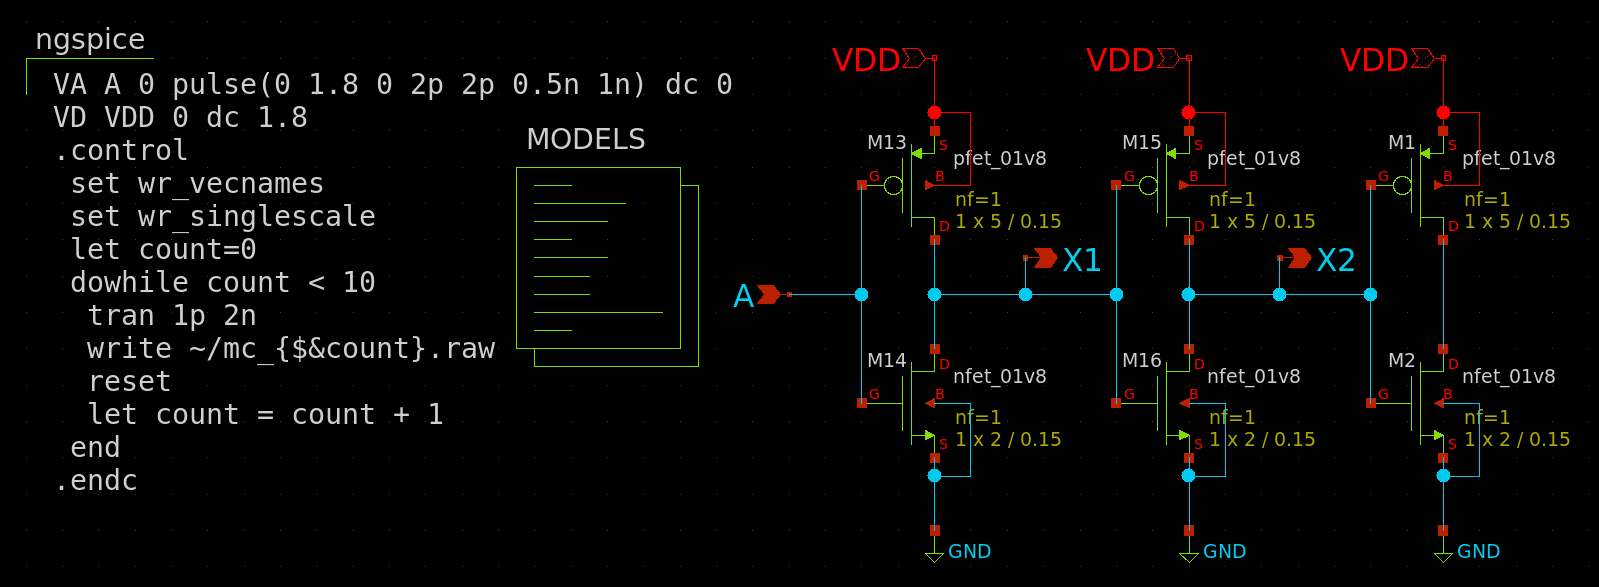 ngspice
VA A 0 pulse(0 1.8 0 2p 2p 0.5n 1n) dc 0
VD VDD 0 dc 1.8
.control
set wr_vecnames
set wr_singlescale
let count=0
dowhile count < 10
tran 1p 2n
write ~/mc_{$&count}.raw
reset
let count = count + 1
end
.endc
MODELS
VDD
VDD
VDD
M13
S
pfet_01v8
G
B
nf=1
1 x 5 / 0.15
D
M15
S
pfet_01v8
G
B
nf=1
1 x 5 / 0.15
D
M1
S
pfet_01v8
G
B
nf=1
1 x 5 / 0.15
D
A
X1
X2
M14
D
nfet_01v8
G
B
nf=1
1 x 2 / 0.15
S
GND
M16
D
nfet_01v8
G
B
nf=1
1 x 2 / 0.15
S
GND
M2
D
nfet_01v8
G
B
nf=1
1 x 2 / 0.15
S
GND